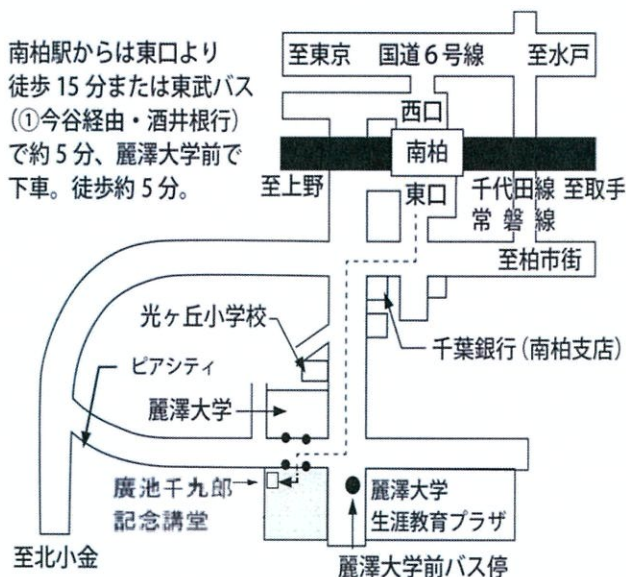 南柏駅からは東口より
徒歩15分または東武バス
(①今谷経由・酒井根行)
で約5分、麗澤大学前で
下車。徒歩約5分。
至東京
国道6号線
至水戸
西口
南柏
至上野
東口
千代田線
至取手
常磐線
至柏市街
光ヶ丘小学校
千葉銀行(南柏支店)
ピアシティ
麗澤大学
廣池千九郎
記念講堂
麗澤大学
生涯教育プラザ
至北小金
麗澤大学前バス停